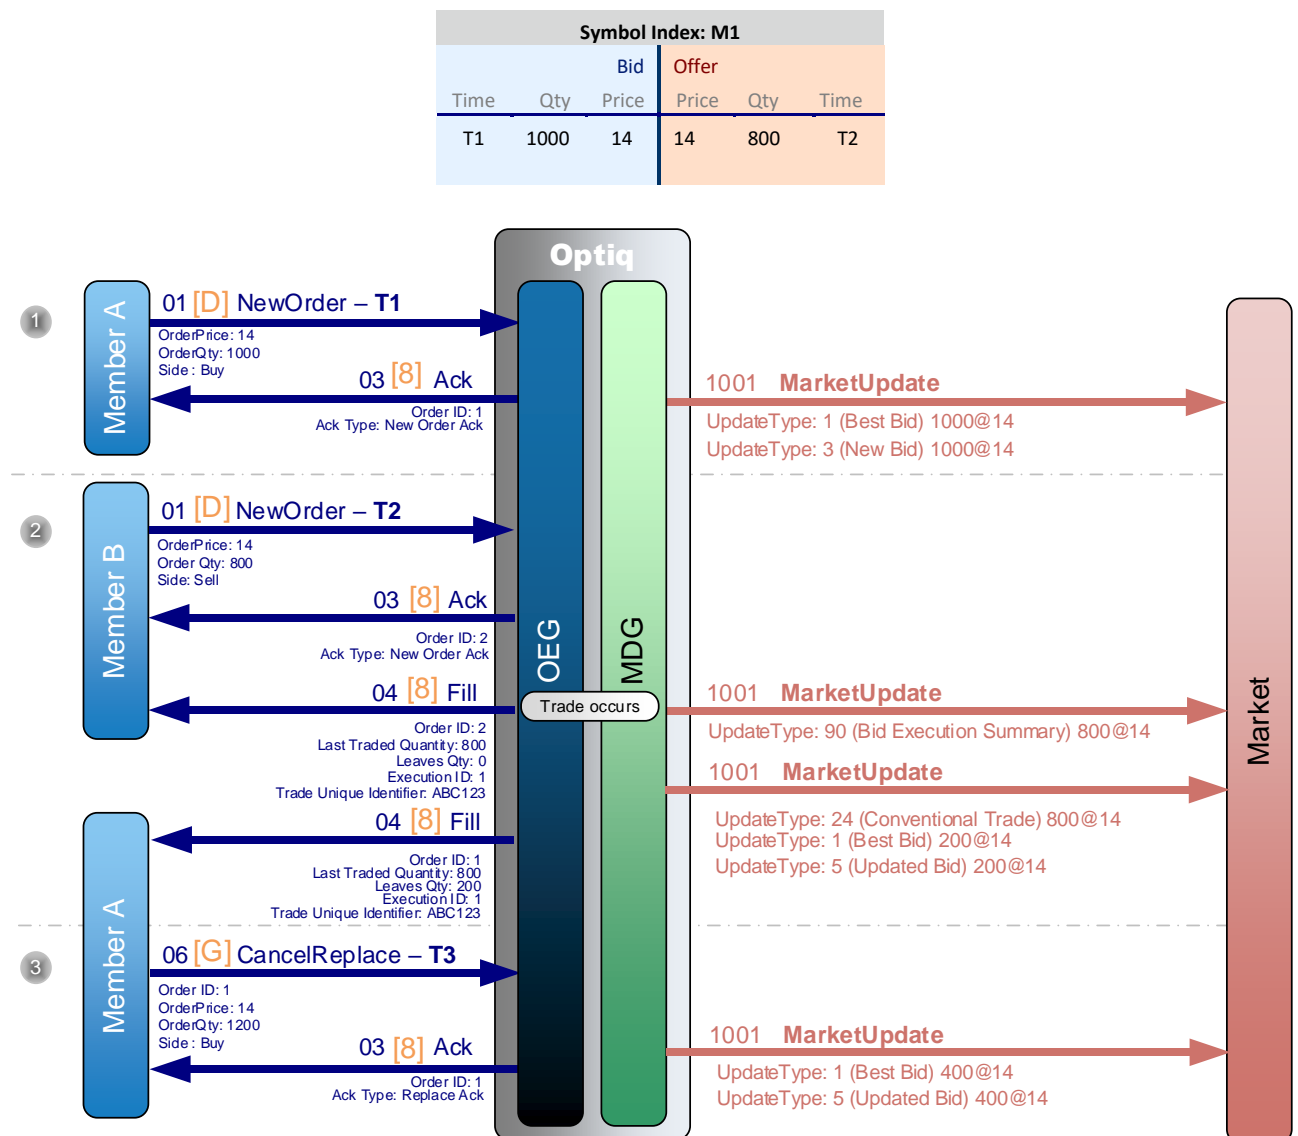 Symbol Index: M1
Bid Offer
Time Qty Price Price Qty Time
T1 1000 14 14 800 T2
Optiq
OEG
MDG
Market
1
Member A
01 [D] NewOrder – T1
OrderPrice: 14
OrderQty: 1000
Side : Buy
03 [8] Ack
Order ID: 1
Ack Type: New Order Ack
1001 MarketUpdate
UpdateType: 1 (Best Bid) 1000@14
UpdateType: 3 (New Bid) 1000@14
2
Member B
01 [D] NewOrder – T2
OrderPrice: 14
Order Qty: 800
Side: Sell
03 [8] Ack
Order ID: 2
Ack Type: New Order Ack
04 [8] Fill
Trade occurs
Order ID: 2
Last Traded Quantity: 800
Leaves Qty: 0
Execution ID: 1
Trade Unique Identifier: ABC123
1001 MarketUpdate
UpdateType: 90 (Bid Execution Summary) 800@14
1001 MarketUpdate
UpdateType: 24 (Conventional Trade) 800@14
UpdateType: 1 (Best Bid) 200@14
UpdateType: 5 (Updated Bid) 200@14
Member A
04 [8] Fill
Order ID: 1
Last Traded Quantity: 800
Leaves Qty: 200
Execution ID: 1
Trade Unique Identifier: ABC123
3
06 [G] CancelReplace – T3
Order ID: 1
OrderPrice: 14
OrderQty: 1200
Side : Buy
03 [8] Ack
Order ID: 1
Ack Type: Replace Ack
1001 MarketUpdate
UpdateType: 1 (Best Bid) 400@14
UpdateType: 5 (Updated Bid) 400@14